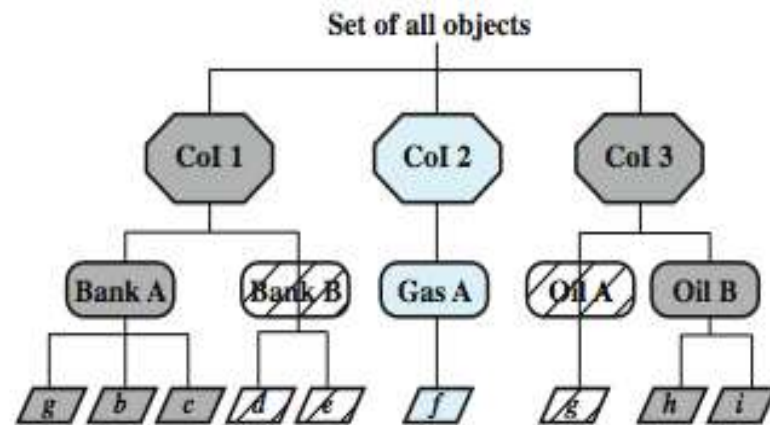 Set of all objects
CoI 1 CoI 2 CoI 3
Bank A Bank B Gas A Oil A Oil B
g b c d e f g h i